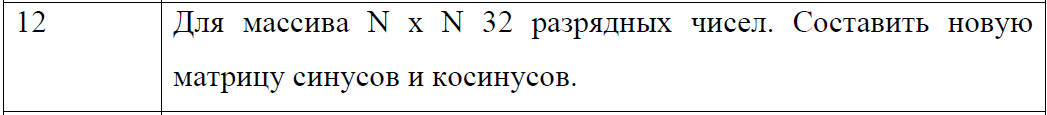 12
Для массива N x N 32 разрядных чисел. Составить новую
матрицу синусов и косинусов.